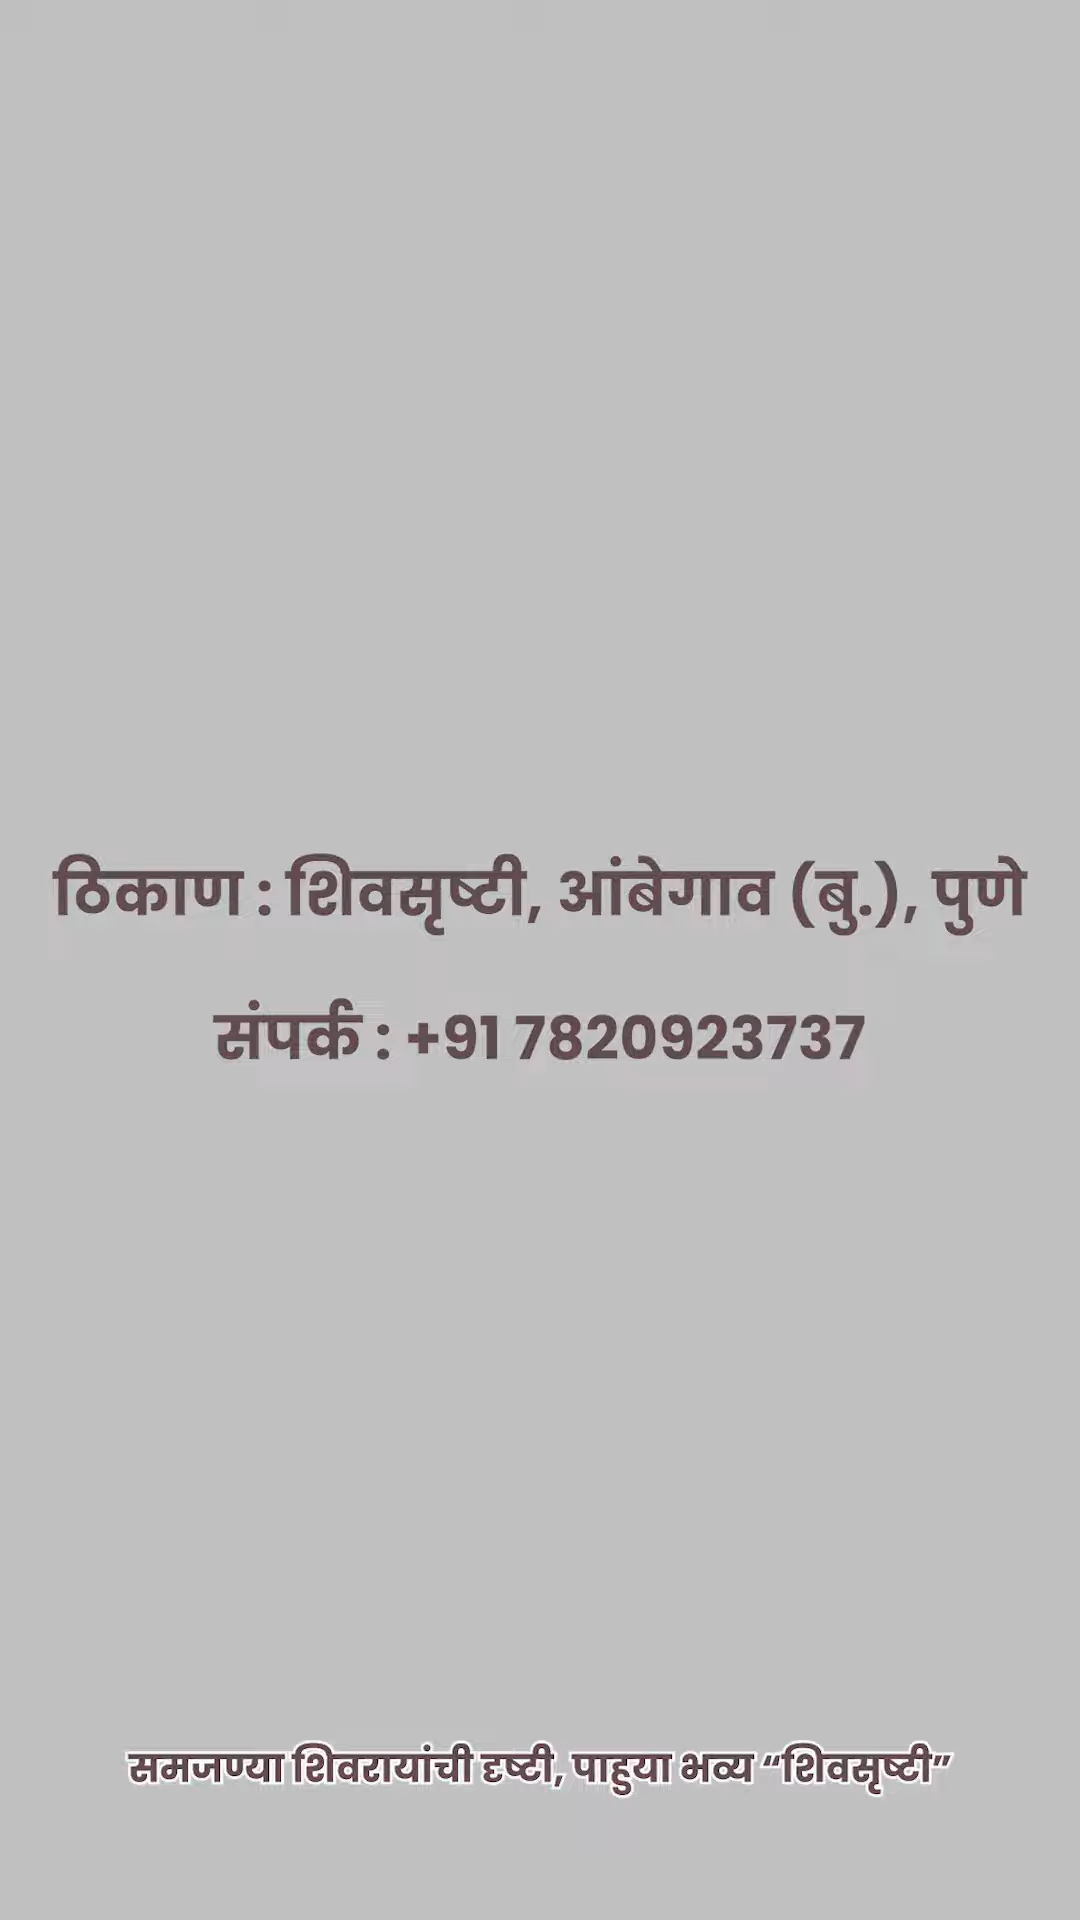 ठिकाण : शिवसृष्टी, आंबेगाव (बु.), पुणे
संपर्क : +91 7820923737
समजण्या शिवरायांची दृष्टी, पाहुया भव्य “शिवसृष्टी”